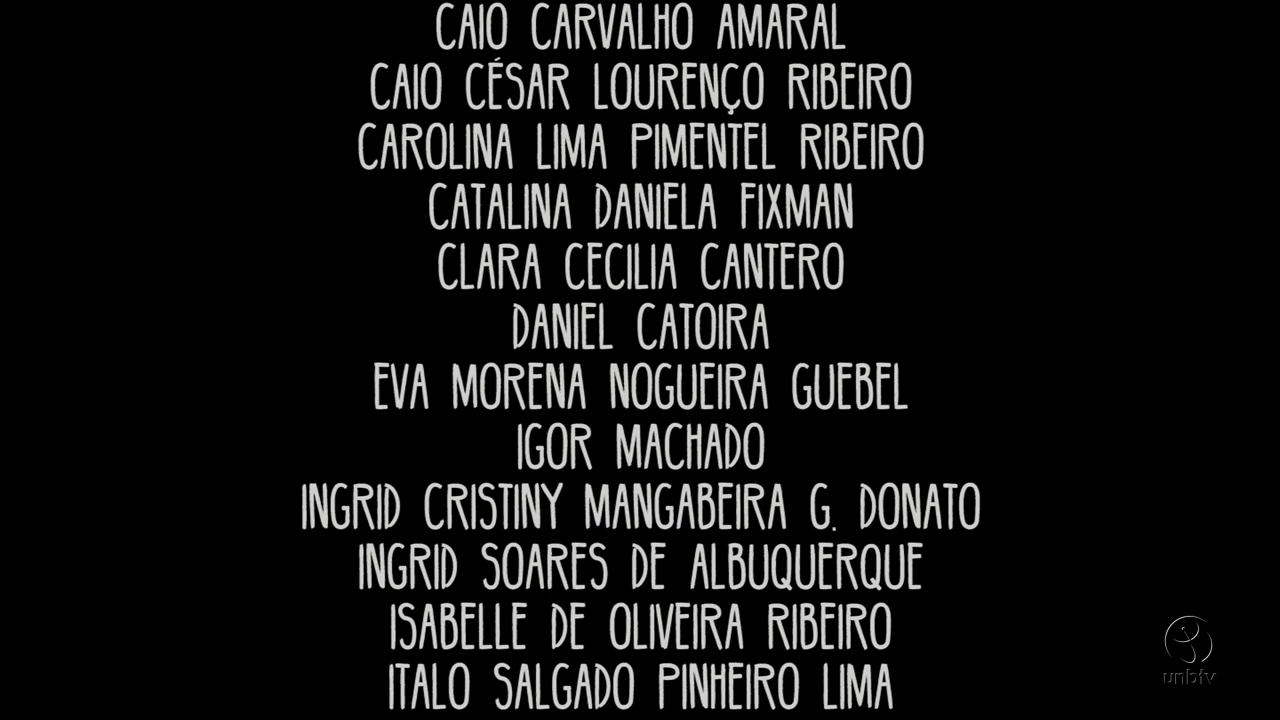 CAIO CARVALHO AMARAL
CAIO CÉSAR LOURENÇO RIBEIRO
CAROLINA LIMA PIMENTEL RIBEIRO
CATALINA DANIELA FIXMAN
CLARA CECILIA CANTERO
DANIEL CATOIRA
EVA MORENA NOGUEIRA GUEBEL
IGOR MACHADO
INGRID CRISTINY MANGABEIRA G. DONATO
INGRID SOARES DE ALBUQUERQUE
ISABELLE DE OLIVEIRA RIBEIRO
ITALO SALGADO PINHEIRO LIMA
unbtv